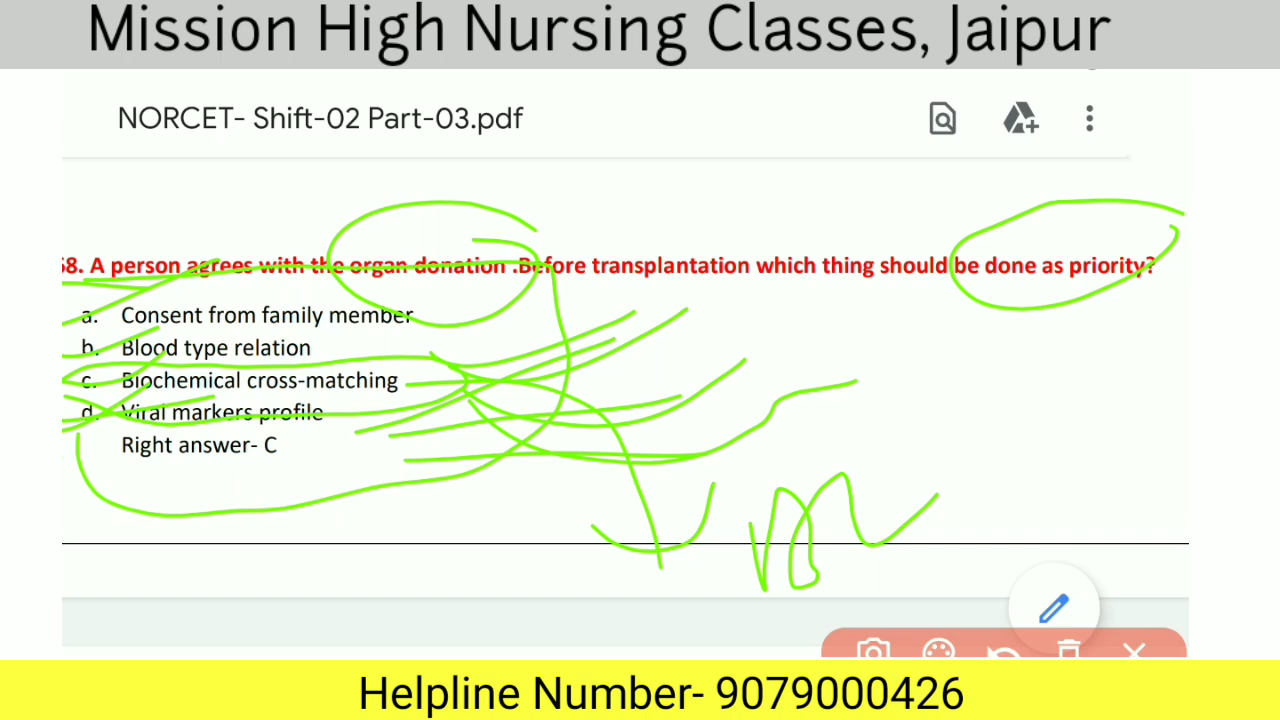 Mission High Nursing Classes, Jaipur
NORCET- Shift-02 Part-03.pdf
58. A person agrees with the organ donation .Before transplantation which thing should be done as priority?
a. Consent from family member
b. Blood type relation
c. Biochemical cross-matching
d. Viral markers profile
Right answer- C
Helpline Number- 9079000426